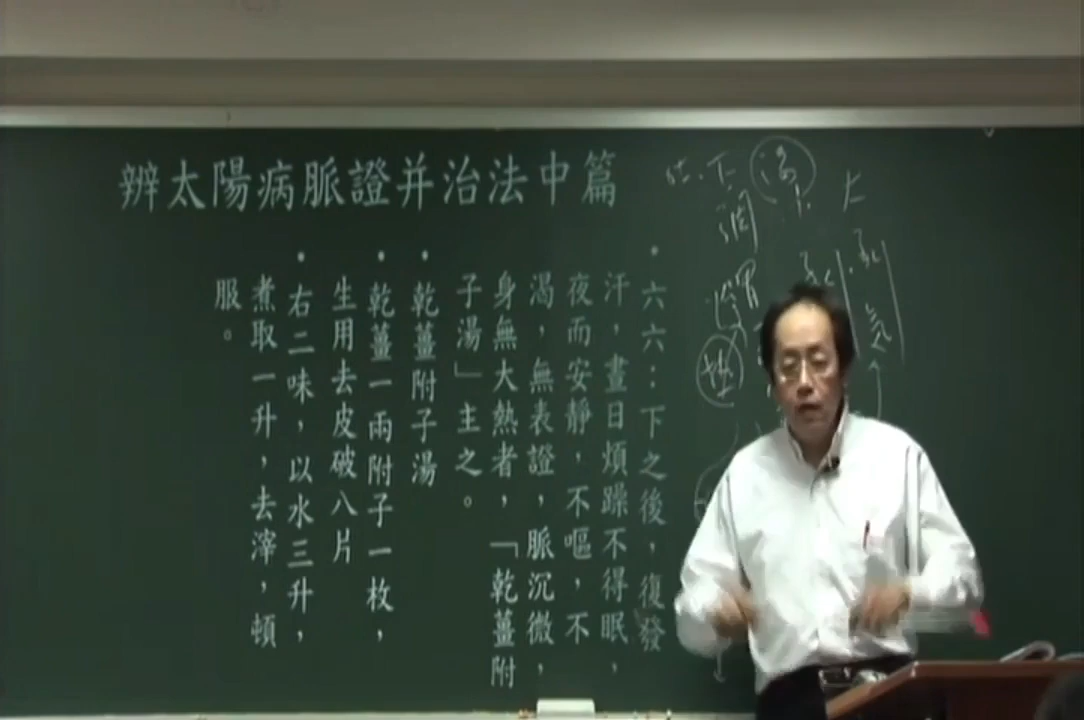 辨太陽病脈證并治法中篇
•六六：下之後，復發
汗，晝日煩躁不得眠，
夜而安靜，不嘔，不
渴，無表證，脈沉微，
身無大熱者，「乾薑附
子湯」主之。
•乾薑附子湯
•乾薑一兩附子一枚，
生用去皮破八片
•右二味，以水三升，
煮取一升，去滓，頓
服。
氣
胃